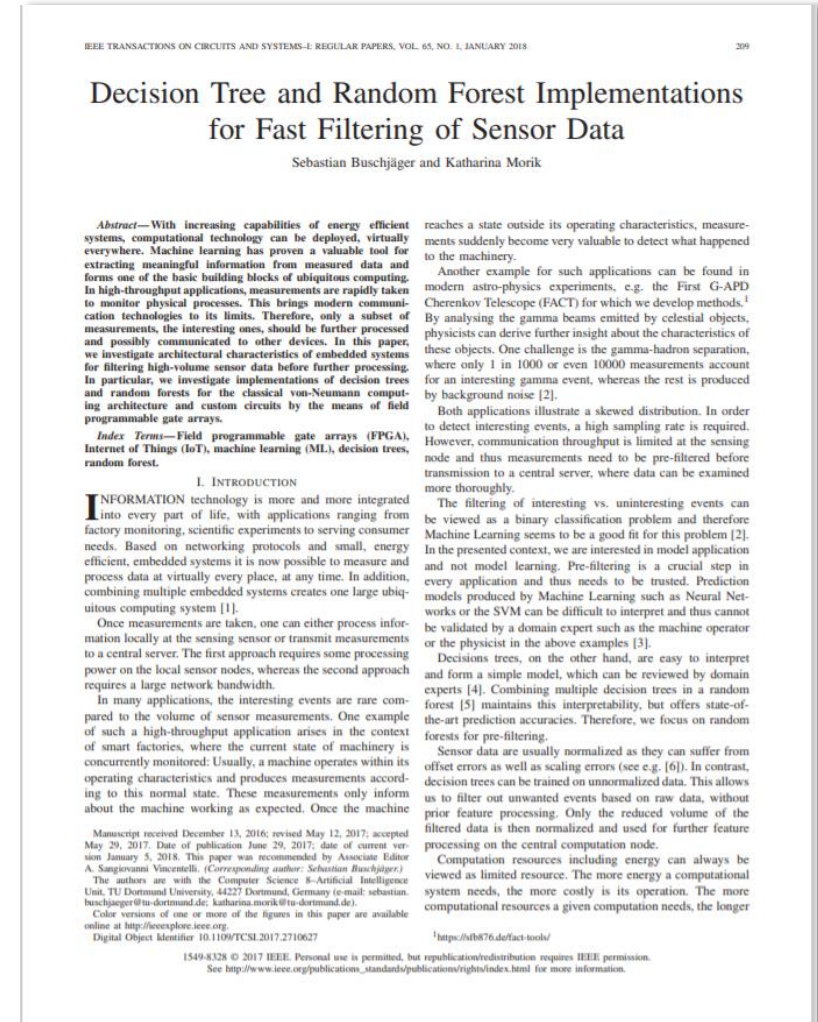 IEEE TRANSACTIONS ON CIRCUITS AND SYSTEMS–I: REGULAR PAPERS, VOL. 65, NO. 1, JANUARY 2018
209
Decision Tree and Random Forest Implementations
for Fast Filtering of Sensor Data
Sebastian Buschjäger and Katharina Morik
Abstract—With increasing capabilities of energy efficient
systems, computational technology can be deployed, virtually
everywhere. Machine learning has proven a valuable tool for
extracting meaningful information from measured data and
forms one of the basic building blocks of ubiquitous computing.
In high-throughput applications, measurements are rapidly taken
to monitor physical processes. This brings modern communi-
cation technologies to its limits. Therefore, only a subset of
measurements, the interesting ones, should be further processed
and possibly communicated to other devices. In this paper,
we investigate architectural characteristics of embedded systems
for filtering high-volume sensor data before further processing.
In particular, we investigate implementations of decision trees
and random forests for the classical von-Neumann comput-
ing architecture and custom circuits by the means of field
programmable gate arrays.
Index Terms—Field programmable gate arrays (FPGA),
Internet of Things (IoT), machine learning (ML), decision trees,
random forest.
I. INTRODUCTION
INFORMATION technology is more and more integrated
into every part of life, with applications ranging from
factory monitoring, scientific experiments to serving consumer
needs. Based on networking protocols and small, energy
efficient, embedded systems it is now possible to measure and
process data at virtually every place, at any time. In addition,
combining multiple embedded systems creates one large ubiq-
uitous computing system [1].
Once measurements are taken, one can either process infor-
mation locally at the sensing sensor or transmit measurements
to a central server. The first approach requires some processing
power on the local sensor nodes, whereas the second approach
requires a large network bandwidth.
In many applications, the interesting events are rare com-
pared to the volume of sensor measurements. One example
of such a high-throughput application arises in the context
of smart factories, where the current state of machinery is
concurrently monitored: Usually, a machine operates within its
operating characteristics and produces measurements accord-
ing to this normal state. These measurements only inform
about the machine working as expected. Once the machine
Manuscript received December 13, 2016; revised May 12, 2017; accepted
May 29, 2017. Date of publication June 29, 2017; date of current ver-
sion January 5, 2018. This paper was recommended by Associate Editor
A. Sangiovanni Vincentelli. (Corresponding author: Sebastian Buschjäger.)
The authors are with the Computer Science 8–Artificial Intelligence
Unit, TU Dortmund University, 44227 Dortmund, Germany (e-mail: sebastian.
buschjaeger@tu-dortmund.de; katharina.morik@tu-dortmund.de).
Color versions of one or more of the figures in this paper are available
online at http://ieeexplore.ieee.org.
Digital Object Identifier 10.1109/TCSI.2017.2710627
reaches a state outside its operating characteristics, measure-
ments suddenly become very valuable to detect what happened
to the machinery.
Another example for such applications can be found in
modern astro-physics experiments, e.g. the First G-APD
Cherenkov Telescope (FACT) for which we develop methods.1
By analysing the gamma beams emitted by celestial objects,
physicists can derive further insight about the characteristics of
these objects. One challenge is the gamma-hadron separation,
where only 1 in 1000 or even 10000 measurements account
for an interesting gamma event, whereas the rest is produced
by background noise [2].
Both applications illustrate a skewed distribution. In order
to detect interesting events, a high sampling rate is required.
However, communication throughput is limited at the sensing
node and thus measurements need to be pre-filtered before
transmission to a central server, where data can be examined
more thoroughly.
The filtering of interesting vs. uninteresting events can
be viewed as a binary classification problem and therefore
Machine Learning seems to be a good fit for this problem [2].
In the presented context, we are interested in model application
and not model learning. Pre-filtering is a crucial step in
every application and thus needs to be trusted. Prediction
models produced by Machine Learning such as Neural Net-
works or the SVM can be difficult to interpret and thus cannot
be validated by a domain expert such as the machine operator
or the physicist in the above examples [3].
Decisions trees, on the other hand, are easy to interpret
and form a simple model, which can be reviewed by domain
experts [4]. Combining multiple decision trees in a random
forest [5] maintains this interpretability, but offers state-of-
the-art prediction accuracies. Therefore, we focus on random
forests for pre-filtering.
Sensor data are usually normalized as they can suffer from
offset errors as well as scaling errors (see e.g. [6]). In contrast,
decision trees can be trained on unnormalized data. This allows
us to filter out unwanted events based on raw data, without
prior feature processing. Only the reduced volume of the
filtered data is then normalized and used for further feature
processing on the central computation node.
Computation resources including energy can always be
viewed as limited resource. The more energy a computational
system needs, the more costly is its operation. The more
computational resources a given computation needs, the longer
1https://sfb876.de/fact-tools/
1549-8328 © 2017 IEEE. Personal use is permitted, but republication/redistribution requires IEEE permission.
See http://www.ieee.org/publications_standards/publications/rights/index.html for more information.